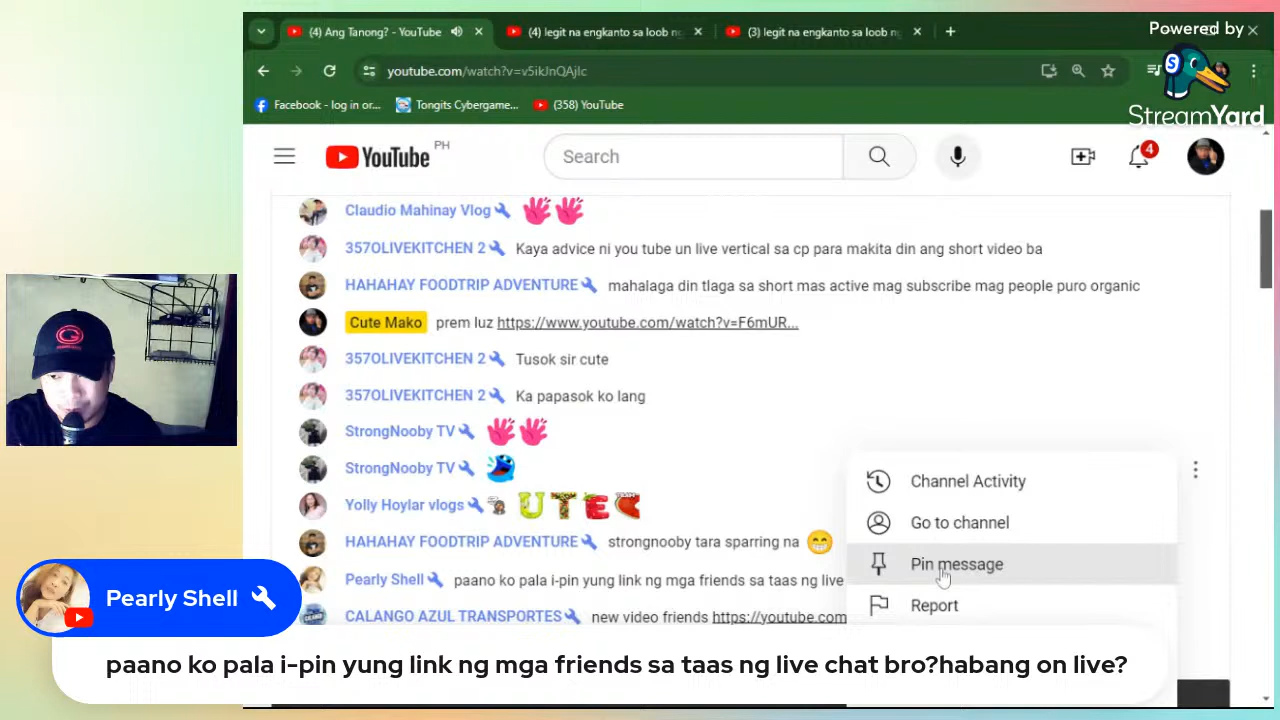 (4) Ang Tanong? - YouTube
(4) legit na engkanto sa loob n
(3) legit na engkanto sa loob n
Powered by
StreamYard
youtube.com/watch?v=v5ikJnQAjlc
Facebook - log in or...
Tongits Cybergame...
(358) YouTube
YouTube PH
Search
4
Claudio Mahinay Vlog
357OLIVEKITCHEN 2 Kaya advice ni you tube un live vertical sa cp para makita din ang short video ba
HAHAHAY FOODTRIP ADVENTURE mahalaga din tlaga sa short mas active mag subscribe mag people puro organic
Cute Mako prem luz https://www.youtube.com/watch?v=F6mUR...
357OLIVEKITCHEN 2 Tusok sir cute
357OLIVEKITCHEN 2 Ka papasok ko lang
StrongNooby TV
StrongNooby TV
Yolly Hoylar vlogs UTE
HAHAHAY FOODTRIP ADVENTURE strongnooby tara sparring na
Pearly Shell paano ko pala i-pin yung link ng mga friends sa taas ng live
CALANGO AZUL TRANSPORTES new video friends https://youtube.com
Channel Activity
Go to channel
Pin message
Report
Pearly Shell
paano ko pala i-pin yung link ng mga friends sa taas ng live chat bro?habang on live?